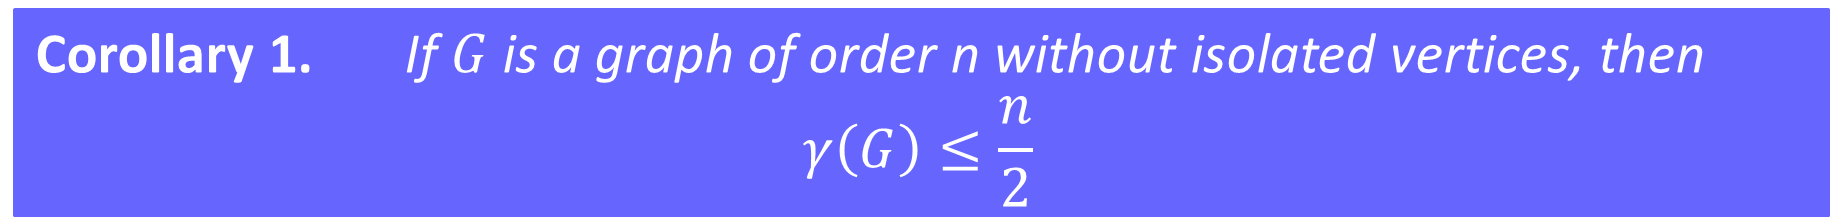 Corollary 1. If G is a graph of order n without isolated vertices, then
γ(G) ≤ n/2